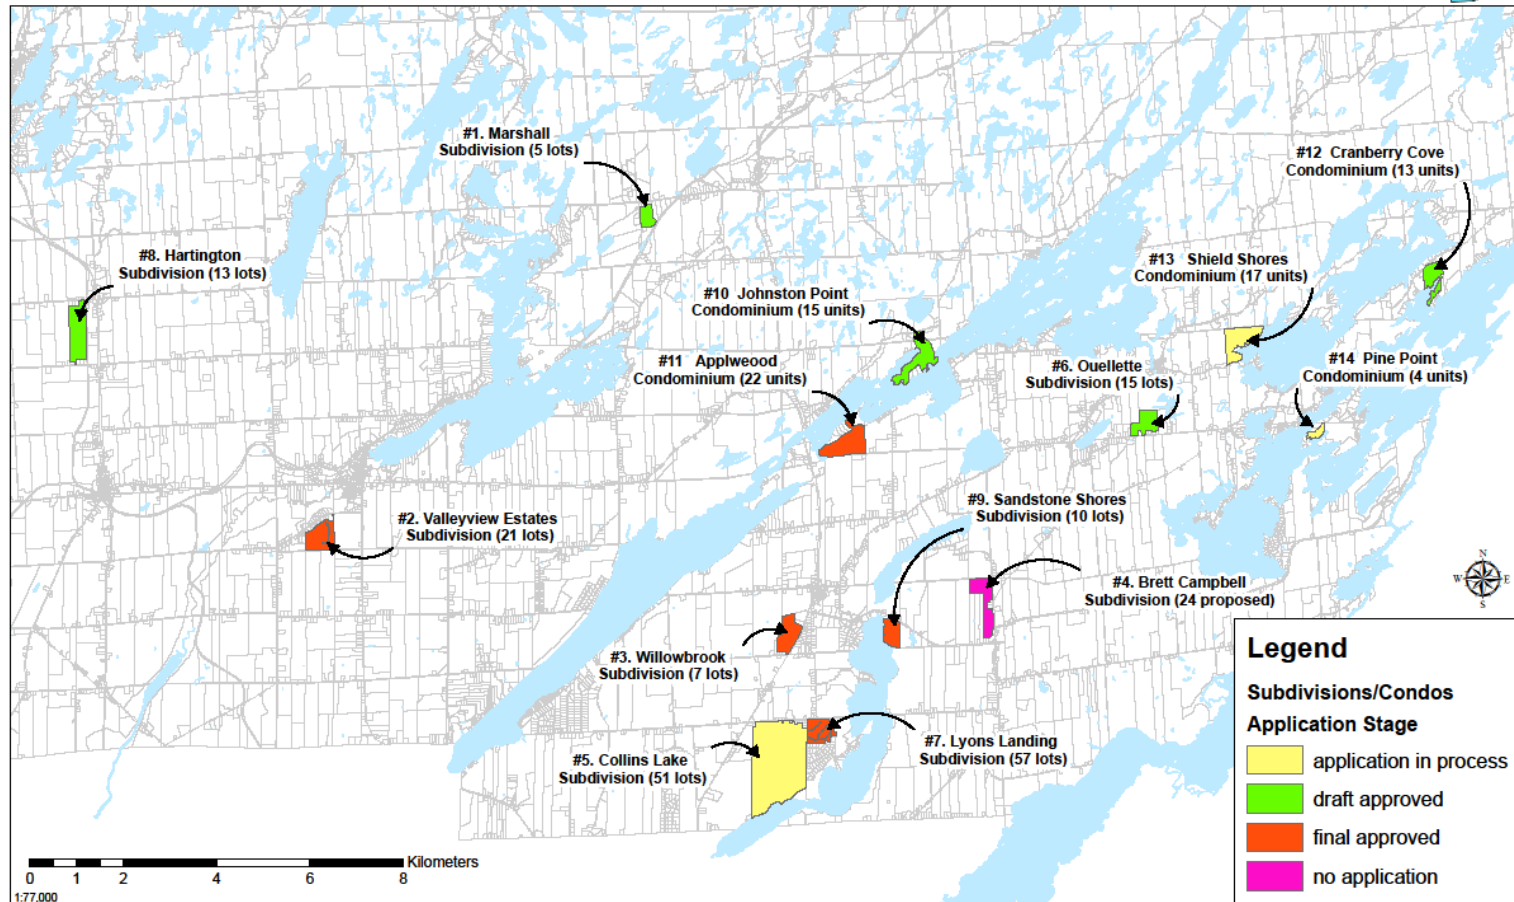 #1. Marshall
Subdivision (5 lots)
#12  Cranberry Cove
Condominium (13 units)
#8. Hartington
Subdivision (13 lots)
#13  Shield Shores
Condominium (17 units)
#10  Johnston Point
Condominium (15 units)
#11  Applweood
Condominium (22 units)
#6. Ouellette
Subdivision (15 lots)
#14  Pine Point
Condominium (4 units)
#9. Sandstone Shores
Subdivision (10 lots)
#2. Valleyview Estates
Subdivision (21 lots)
#4. Brett Campbell
Subdivision (24 proposed)
#3. Willowbrook
Subdivision (7 lots)
#7. Lyons Landing
Subdivision (57 lots)
#5. Collins Lake
Subdivision (51 lots)
N
W E
S
Legend
Subdivisions/Condos
Application Stage
application in process
draft approved
final approved
no application
Kilometers
0 1 2 4 6 8
1:77,000